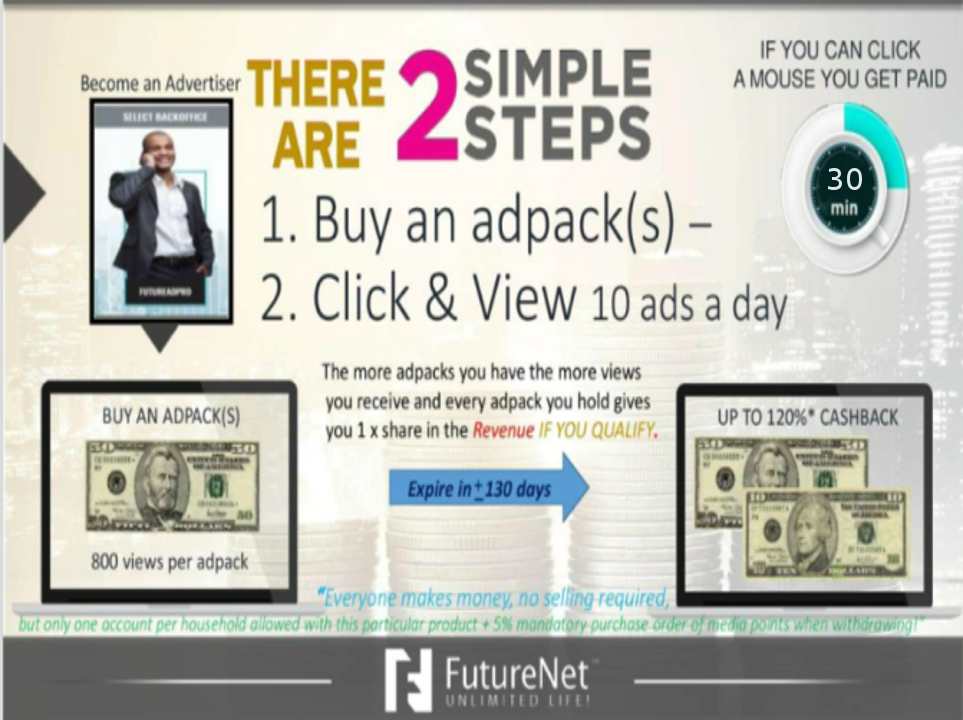 Become an Advertiser
SELECT BACKOFFICE
FUTUREADPRO
THERE ARE 2 SIMPLE STEPS
IF YOU CAN CLICK
A MOUSE YOU GET PAID
30
min
1. Buy an adpack(s) –
2. Click & View 10 ads a day
The more adpacks you have the more views
you receive and every adpack you hold gives
you 1 x share in the Revenue IF YOU QUALIFY.
BUY AN ADPACK(S)
50
800 views per adpack
Expire in ± 130 days
UP TO 120%* CASHBACK
10
TEN DOLLARS
"Everyone makes money, no selling required,
but only one account per household allowed with this particular product + 5% mandatory purchase order of media points when withdrawing!"
FutureNet
UNLIMITED LIFE!